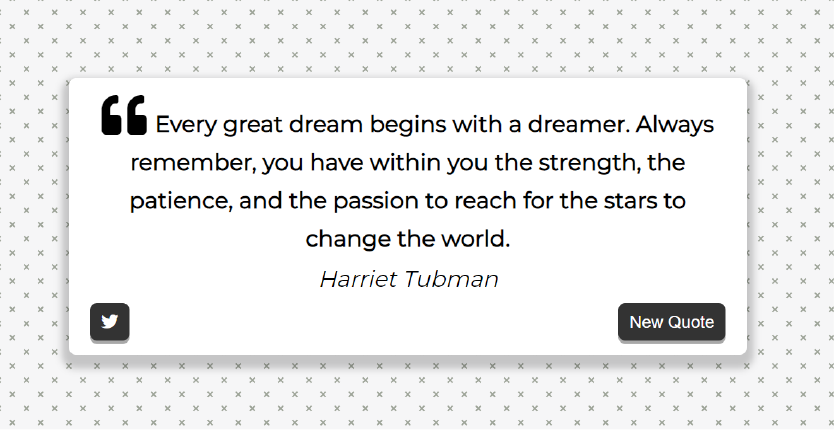 ❝ Every great dream begins with a dreamer. Always
remember, you have within you the strength, the
patience, and the passion to reach for the stars to
change the world.
Harriet Tubman
New Quote